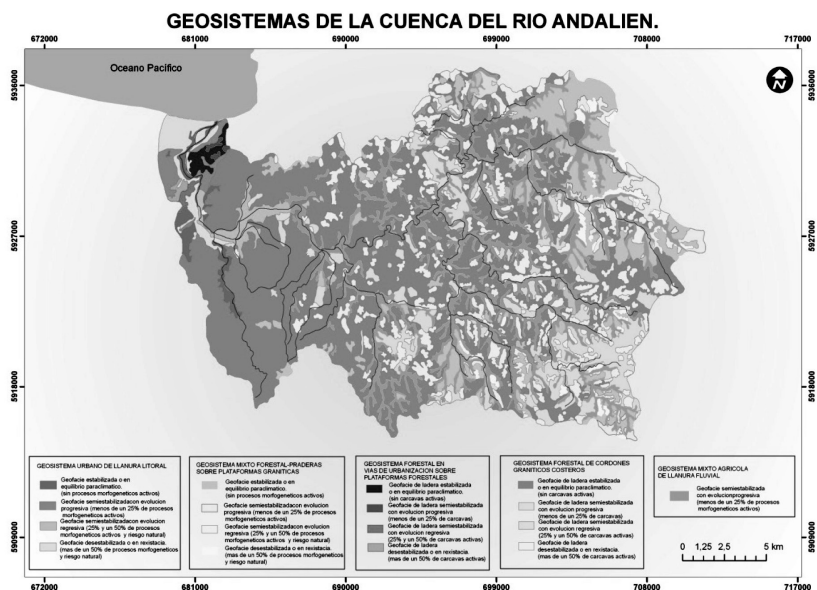 GEOSISTEMAS DE LA CUENCA DEL RIO ANDALIEN.
672000 681000 690000 699000 708000 717000
Oceano Pacífico
N
5936000 5936000
5927000 5927000
5918000 5918000
5909000 5909000
GEOSISTEMA URBANO DE LLANURA LITORAL
Geofacie estabilizada o en
equilibrio paraclimatico.
(sin procesos morfogeneticos activos)
Geofacie semiestabilizadacon evolucion
progresiva (menos de un 25% de procesos
morfogeneticos activos)
Geofacie semiestabilizadacon evolucion
regresiva (25% y un 50% de procesos
morfogeneticos activos y riesgo natural)
Geofacie desestabilizada o en rexistacia.
(mas de un 50% de procesos morfogeneticos
y riesgo natural)
GEOSISTEMA MIXTO FORESTAL-PRADERAS
SOBRE PLATAFORMAS GRANITICAS
Geofacie estabilizada o en
equilibrio paraclimatico.
(sin procesos morfogeneticos activos)
Geofacie semiestabilizadacon evolucion
progresiva (menos de un 25% de procesos
morfogeneticos activos)
Geofacie semiestabilizadacon evolucion
regresiva (25% y un 50% de procesos
morfogeneticos activos y riesgo natural)
Geofacie desestabilizada o en rexistacia.
(mas de un 50% de procesos morfogeneticos
y riesgo natural)
GEOSISTEMA FORESTAL EN
VIAS DE URBANIZACION SOBRE
PLATAFORMAS FORESTALES
Geofacie de ladera estabilizada
o en equilibrio paraclimatico.
(sin carcavas activas)
Geofacie de ladera semiestabilizada
con evolucion progresiva
(menos de un 25% de carcavas)
Geofacie de ladera semiestabilizada
con evolucion regresiva
(25% y un 50% de carcavas activas)
Geofacie de ladera
desestabilizada o en rexistacia.
(mas de un 50% de carcavas activas)
GEOSISTEMA FORESTAL DE CORDONES
GRANITICOS COSTEROS
Geofacie de ladera estabilizada
o en equilibrio paraclimatico.
(sin carcavas activas)
Geofacie de ladera semiestabilizada
con evolucion progresiva
(menos de un 25% de carcavas)
Geofacie de ladera semiestabilizada
con evolucion regresiva
(25% y un 50% de carcavas activas)
Geofacie de ladera
desestabilizada o en rexistacia.
(mas de un 50% de carcavas activas)
GEOSISTEMA MIXTO AGRICOLA
DE LLANURA FLUVIAL
Geofacie semiestabilizada
con evolucionprogresiva
(menos de un 25% de procesos
morfogeneticos activos)
0 1,25 2,5 5 km
672000 681000 690000 699000 708000 717000